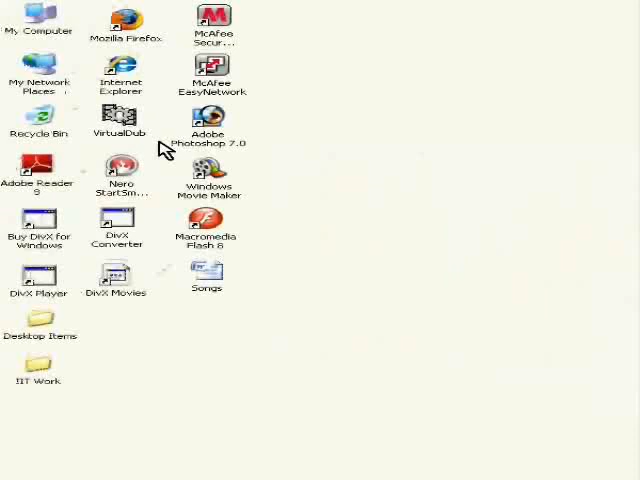 My Computer
Mozilla Firefox
McAfee
Secur...
My Network
Places
Internet
Explorer
McAfee
EasyNetwork
Recycle Bin
VirtualDub
Adobe
Photoshop 7.0
Adobe Reader
9
Nero
StartSm...
Windows
Movie Maker
Buy DivX for
Windows
DivX
Converter
Macromedia
Flash 8
DivX Player
DivX Movies
Songs
Desktop Items
!IT Work